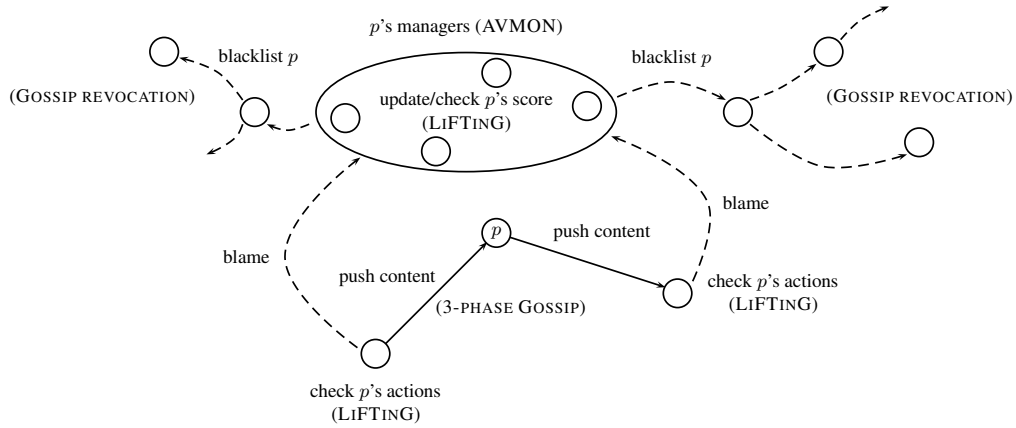 p's managers (AVMON)
blacklist p
blacklist p
(GOSSIP REVOCATION)
update/check p's score
(LIFTING)
(GOSSIP REVOCATION)
blame
p
push content
blame
push content
check p's actions
(LIFTING)
(3-PHASE GOSSIP)
check p's actions
(LIFTING)